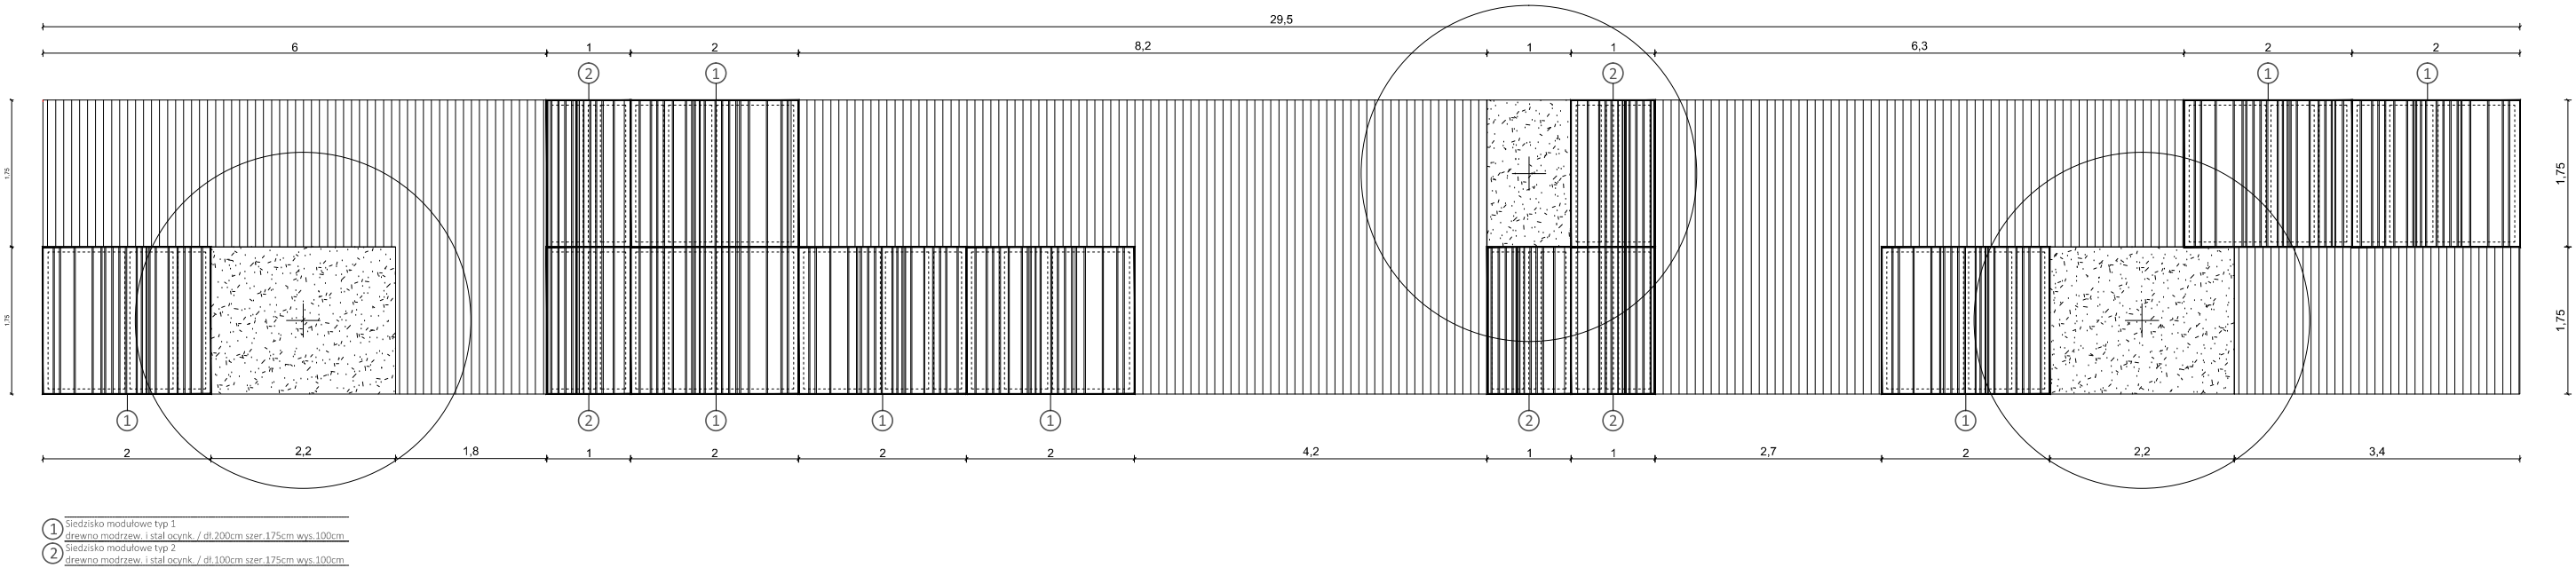 29,5
6 1 2 8,2 1 1 6,3 2 2
2 1 2 1 1
1,75 1,75
1,75 1,75
1 2 1 1 1 2 2 1
2 2,2 1,8 1 2 2 2 4,2 1 1 2,7 2 2,2 3,4
1 Siedzisko modułowe typ 1
drewno modrzew. i stal ocynk. / dł.200cm szer.175cm wys.100cm
2 Siedzisko modułowe typ 2
drewno modrzew. i stal ocynk. / dł.100cm szer.175cm wys.100cm